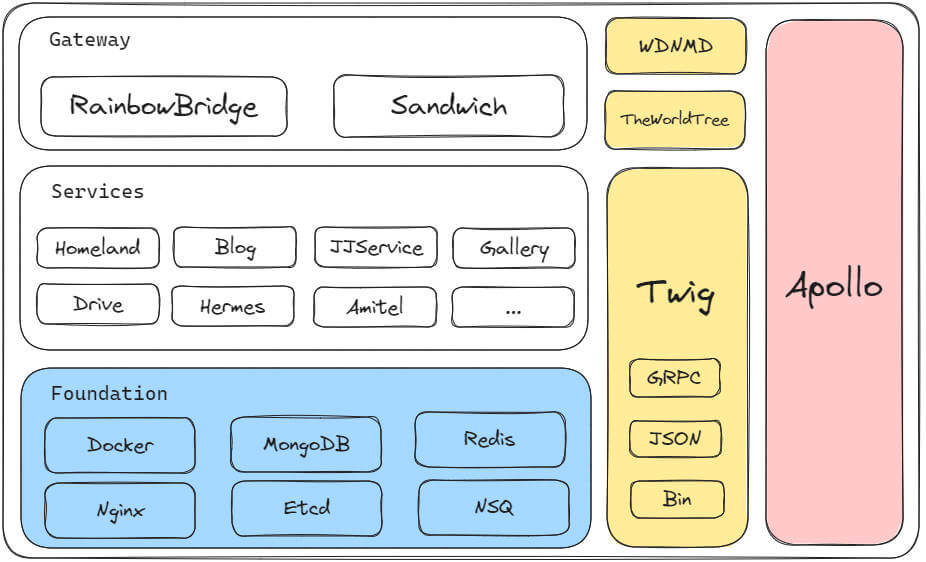 Gateway
RainbowBridge
Sandwich
Services
Homeland
Blog
JJService
Gallery
Drive
Hermes
Amitel
...
Foundation
Docker
MongoDB
Redis
Nginx
Etcd
NSQ
WDNMD
TheWorldTree
Twig
GRPC
JSON
Bin
Apollo